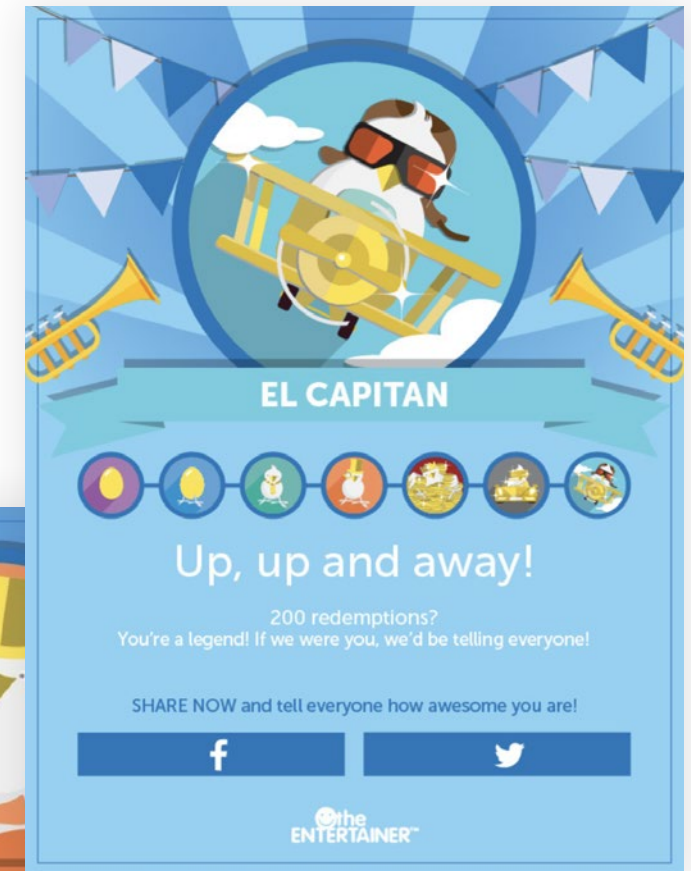 EL CAPITAN
Up, up and away!
200 redemptions?
You're a legend! If we were you, we'd be telling everyone!
SHARE NOW and tell everyone how awesome you are!
f
the
ENTERTAINER™